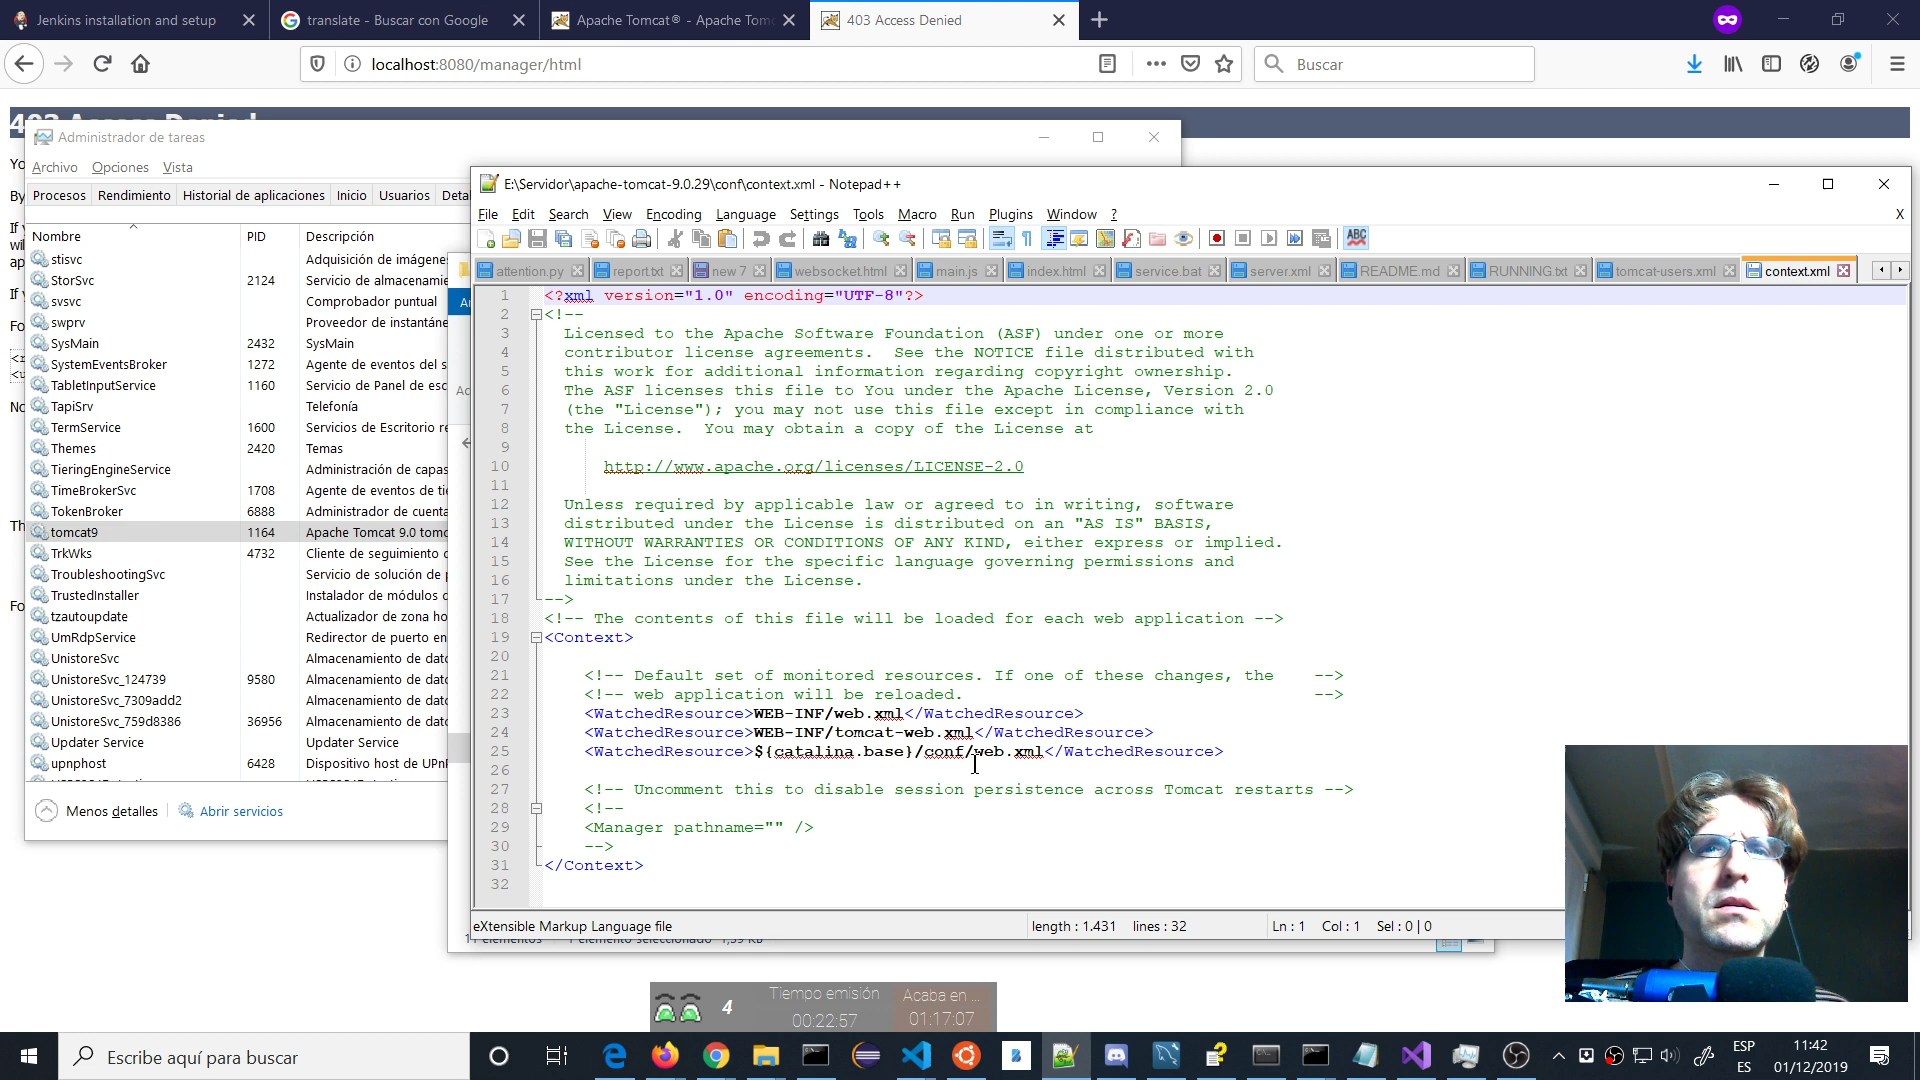 Jenkins installation and setup
translate - Buscar con Google
Apache Tomcat® - Apache Tom
403 Access Denied
localhost:8080/manager/html
Buscar
403 Access Denied
Administrador de tareas
Archivo Opciones Vista
Procesos Rendimiento Historial de aplicaciones Inicio Usuarios Detal
Nombre PID Descripción
stisvc Adquisición de imágene
StorSvc 2124 Servicio de almacenamie
svsvc Comprobador puntual
swprv Proveedor de instantáne
SysMain 2432 SysMain
SystemEventsBroker 1272 Agente de eventos del s
TabletInputService 1160 Servicio de Panel de esc
TapiSrv Telefonía
TermService 1600 Servicios de Escritorio re
Themes 2420 Temas
TieringEngineService Administración de capas
TimeBrokerSvc 1708 Agente de eventos de tie
TokenBroker 6888 Administrador de cuenta
tomcat9 1164 Apache Tomcat 9.0 tomc
TrkWks 4732 Cliente de seguimiento d
TroubleshootingSvc Servicio de solución de p
TrustedInstaller Instalador de módulos d
tzautoupdate Actualizador de zona ho
UmRdpService Redirector de puerto en
UnistoreSvc Almacenamiento de dato
UnistoreSvc_124739 9580 Almacenamiento de dato
UnistoreSvc_7309add2 Almacenamiento de dato
UnistoreSvc_759d8386 36956 Almacenamiento de dato
Updater Service Updater Service
upnphost 6428 Dispositivo host de UPnP
Menos detalles Abrir servicios
E:\Servidor\apache-tomcat-9.0.29\conf\context.xml - Notepad++
File Edit Search View Encoding Language Settings Tools Macro Run Plugins Window ? X
attention.py report.txt new 7 websocket.html main.js index.html service.bat server.xml README.md RUNNING.txt tomcat-users.xml context.xml
1 <?xml version="1.0" encoding="UTF-8"?>
2 <!--
3 Licensed to the Apache Software Foundation (ASF) under one or more
4 contributor license agreements. See the NOTICE file distributed with
5 this work for additional information regarding copyright ownership.
6 The ASF licenses this file to You under the Apache License, Version 2.0
7 (the "License"); you may not use this file except in compliance with
8 the License. You may obtain a copy of the License at
9
10 http://www.apache.org/licenses/LICENSE-2.0
11
12 Unless required by applicable law or agreed to in writing, software
13 distributed under the License is distributed on an "AS IS" BASIS,
14 WITHOUT WARRANTIES OR CONDITIONS OF ANY KIND, either express or implied.
15 See the License for the specific language governing permissions and
16 limitations under the License.
17 -->
18 <!-- The contents of this file will be loaded for each web application -->
19 <Context>
20
21 <!-- Default set of monitored resources. If one of these changes, the -->
22 <!-- web application will be reloaded. -->
23 <WatchedResource>WEB-INF/web.xml</WatchedResource>
24 <WatchedResource>WEB-INF/tomcat-web.xml</WatchedResource>
25 <WatchedResource>${catalina.base}/conf/web.xml</WatchedResource>
26
27 <!-- Uncomment this to disable session persistence across Tomcat restarts -->
28 <!--
29 <Manager pathname="" />
30 -->
31 </Context>
32
eXtensible Markup Language file length : 1.431 lines : 32 Ln : 1 Col : 1 Sel : 0 | 0
4
Tiempo emisión
00:22:57
Acaba en ...
01:17:07
Escribe aquí para buscar
ESP
ES
11:42
01/12/2019